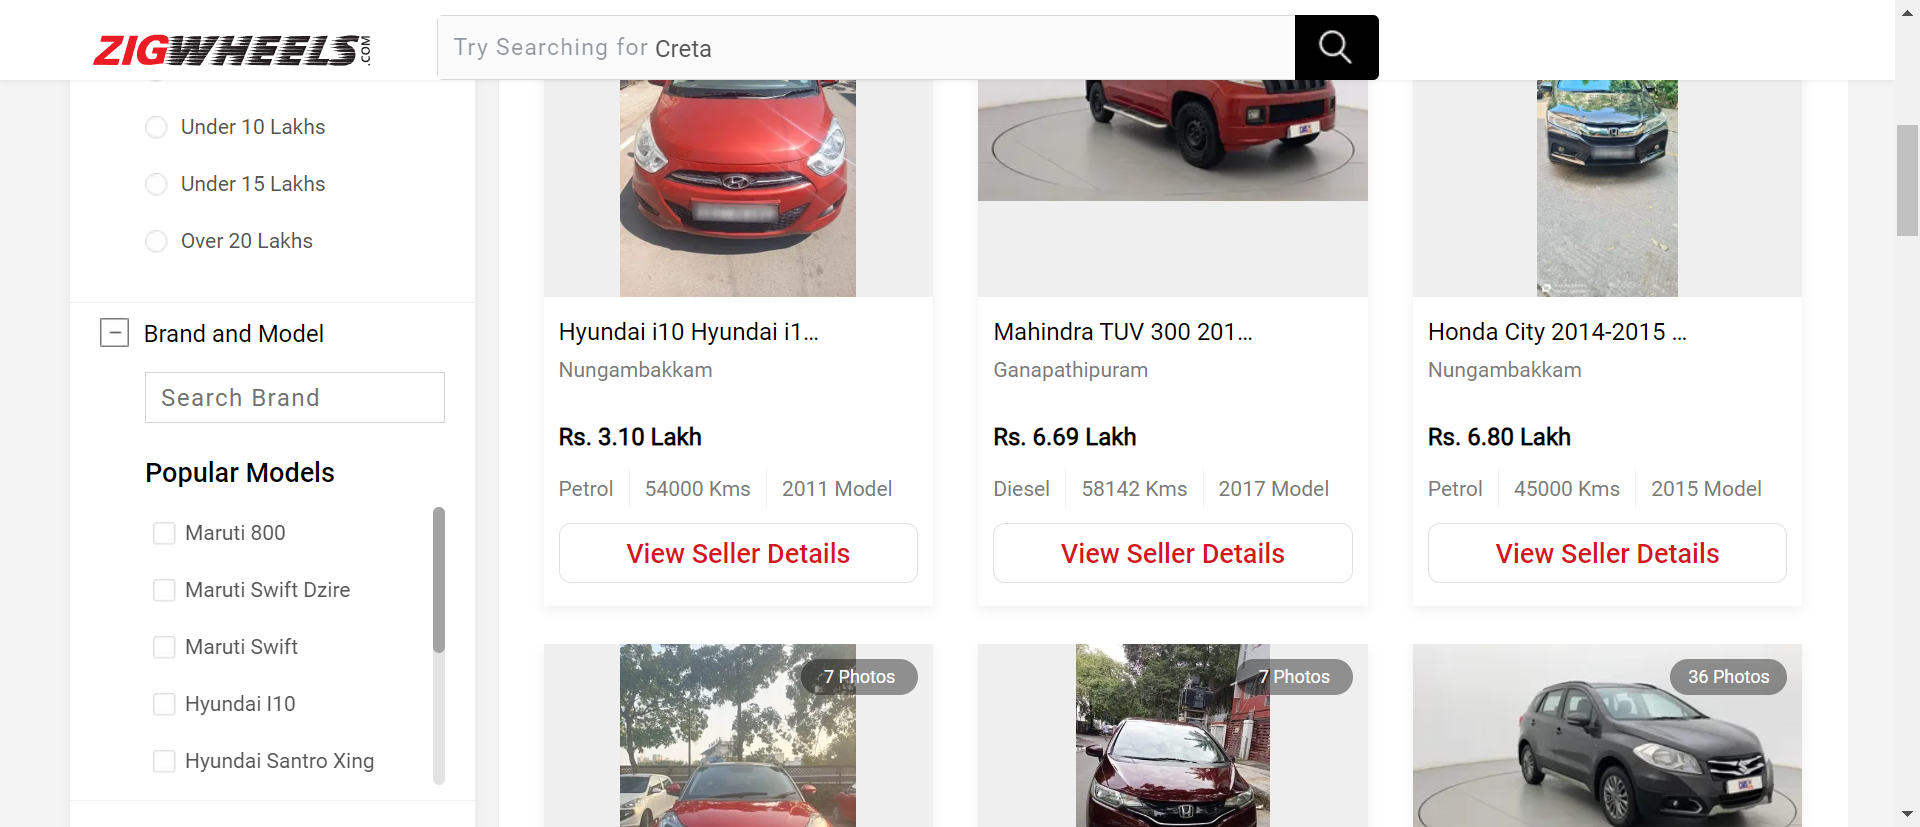 ZIGWHEELS.COM
Try Searching for Creta
Under 10 Lakhs
Under 15 Lakhs
Over 20 Lakhs
Brand and Model
Search Brand
Popular Models
Maruti 800
Maruti Swift Dzire
Maruti Swift
Hyundai I10
Hyundai Santro Xing
Hyundai i10 Hyundai i1...
Nungambakkam
Rs. 3.10 Lakh
Petrol 54000 Kms 2011 Model
View Seller Details
Mahindra TUV 300 201...
Ganapathipuram
Rs. 6.69 Lakh
Diesel 58142 Kms 2017 Model
View Seller Details
Honda City 2014-2015 ...
Nungambakkam
Rs. 6.80 Lakh
Petrol 45000 Kms 2015 Model
View Seller Details
7 Photos
7 Photos
36 Photos